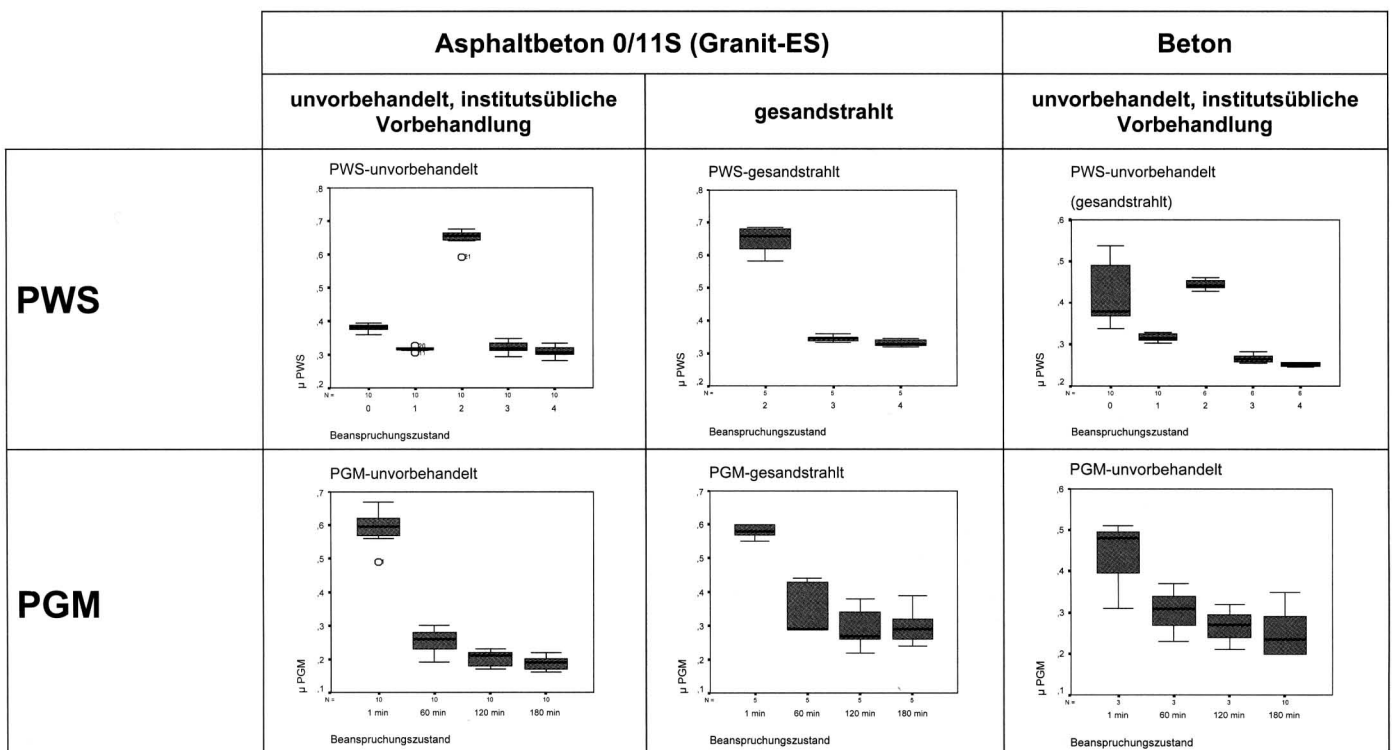 Asphaltbeton 0/11S (Granit-ES)
Beton
unvorbehandelt, institutsübliche
Vorbehandlung
gesandstrahlt
unvorbehandelt, institutsübliche
Vorbehandlung
PWS
PWS-unvorbehandelt
,8
,7
,6
,5
,4
,3
,2
µ PWS
21
N = 10 10 10 10 10
0 1 2 3 4
Beanspruchungszustand
PWS-gesandstrahlt
,8
,7
,6
,5
,4
,3
,2
µ PWS
N = 5 5 5
2 3 4
Beanspruchungszustand
PWS-unvorbehandelt
(gesandstrahlt)
,6
,5
,4
,3
,2
µ PWS
N = 10 10 6 6 6
0 1 2 3 4
Beanspruchungszustand
PGM
PGM-unvorbehandelt
,7
,6
,5
,4
,3
,2
,1
µ PGM
N = 10 10 10 10
1 min 60 min 120 min 180 min
Beanspruchungszustand
PGM-gesandstrahlt
,7
,6
,5
,4
,3
,2
,1
µ PGM
N = 5 5 5 5
1 min 60 min 120 min 180 min
Beanspruchungszustand
PGM-unvorbehandelt
,6
,5
,4
,3
,2
,1
µ PGM
N = 3 3 3 10
1 min 60 min 120 min 180 min
Beanspruchungszustand